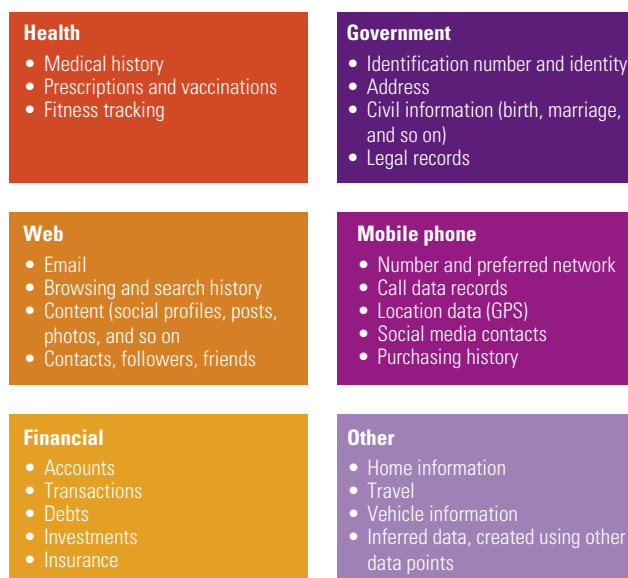 Health
• Medical history
• Prescriptions and vaccinations
• Fitness tracking
Government
• Identification number and identity
• Address
• Civil information (birth, marriage,
and so on)
• Legal records
Web
• Email
• Browsing and search history
• Content (social profiles, posts,
photos, and so on
• Contacts, followers, friends
Mobile phone
• Number and preferred network
• Call data records
• Location data (GPS)
• Social media contacts
• Purchasing history
Financial
• Accounts
• Transactions
• Debts
• Investments
• Insurance
Other
• Home information
• Travel
• Vehicle information
• Inferred data, created using other
data points